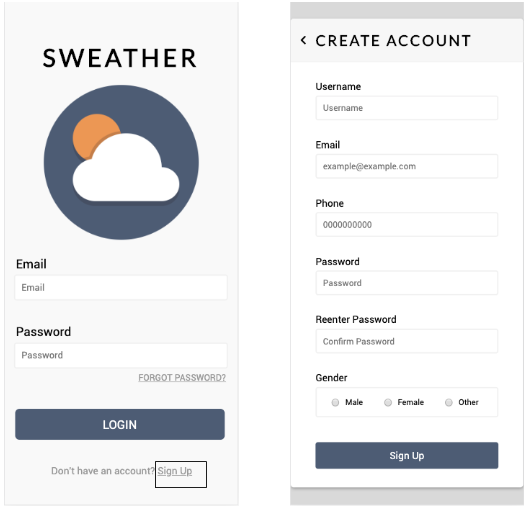 SWEATHER
Email
Email
Password
Password
FORGOT PASSWORD?
LOGIN
Don't have an account? Sign Up
CREATE ACCOUNT
Username
Username
Email
example@example.com
Phone
0000000000
Password
Password
Reenter Password
Confirm Password
Gender
Male Female Other
Sign Up